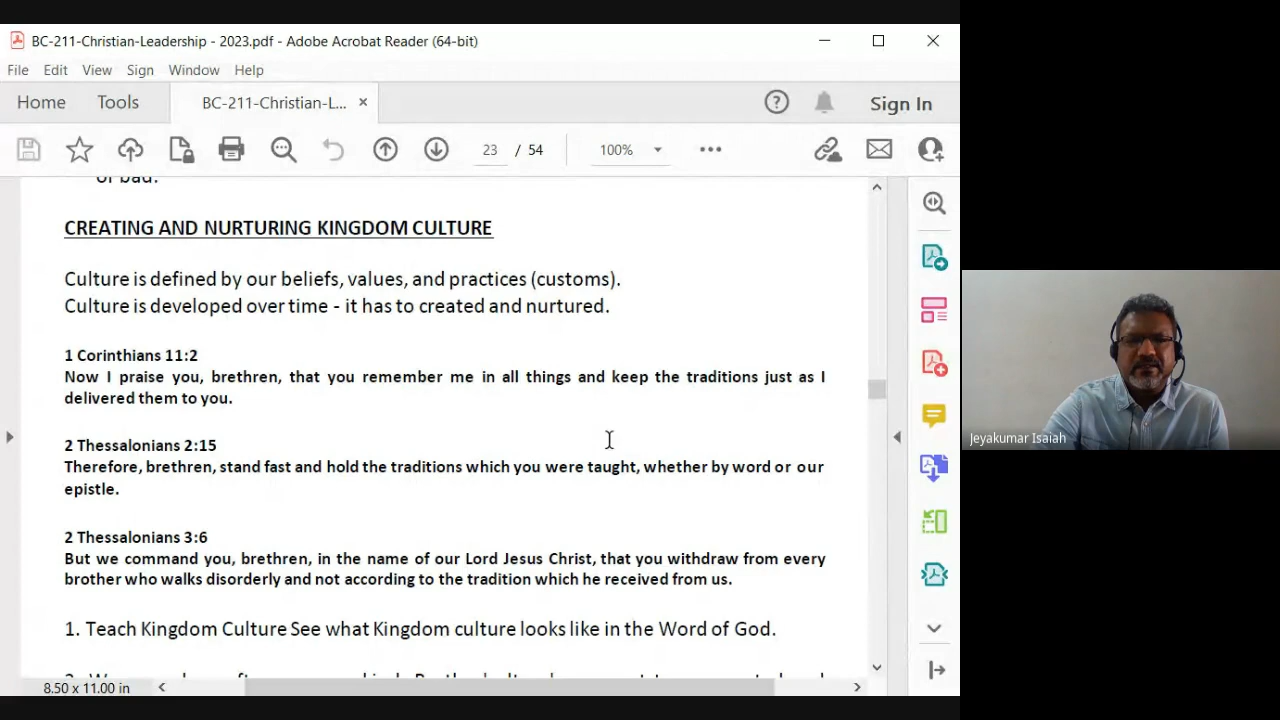 BC-211-Christian-Leadership - 2023.pdf - Adobe Acrobat Reader (64-bit)
File Edit View Sign Window Help
Home Tools BC-211-Christian-L... × Sign In
23 / 54 100%
or bad.
CREATING AND NURTURING KINGDOM CULTURE
Culture is defined by our beliefs, values, and practices (customs).
Culture is developed over time - it has to created and nurtured.
1 Corinthians 11:2
Now I praise you, brethren, that you remember me in all things and keep the traditions just as I
delivered them to you.
2 Thessalonians 2:15
Therefore, brethren, stand fast and hold the traditions which you were taught, whether by word or our
epistle.
2 Thessalonians 3:6
But we command you, brethren, in the name of our Lord Jesus Christ, that you withdraw from every
brother who walks disorderly and not according to the tradition which he received from us.
1. Teach Kingdom Culture See what Kingdom culture looks like in the Word of God.
8.50 x 11.00 in
Jeyakumar Isaiah